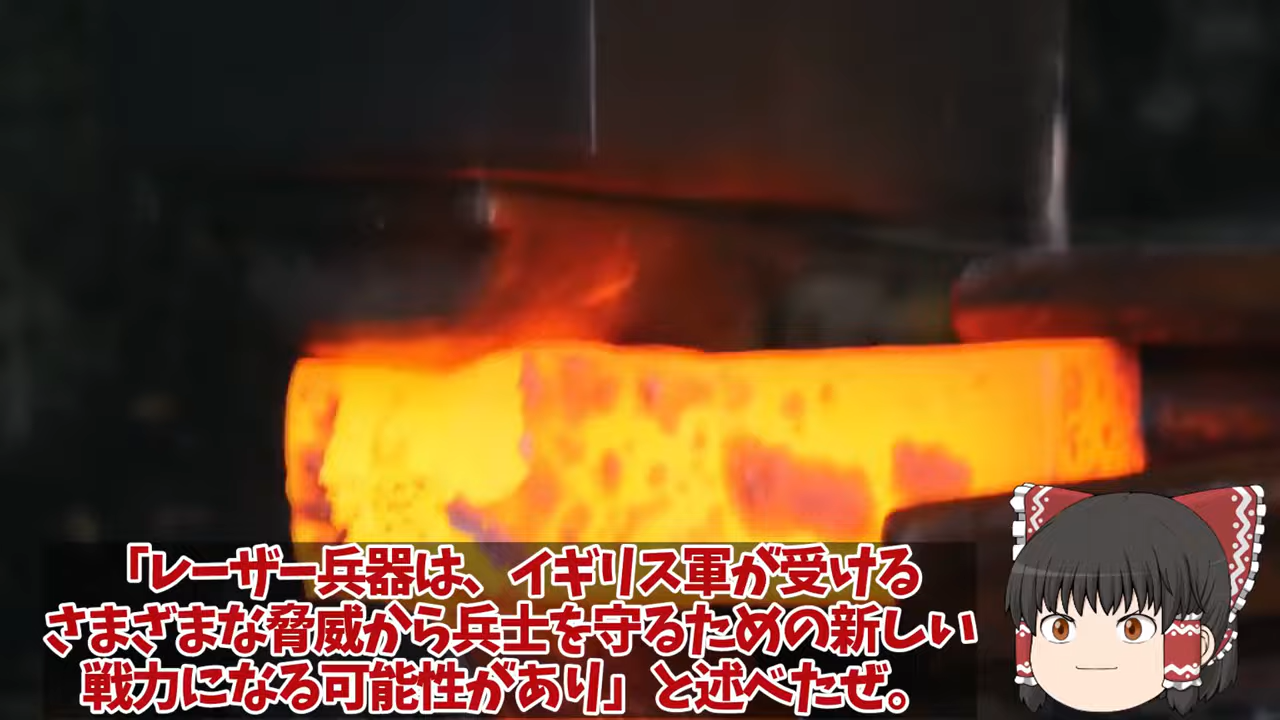 「レーザー兵器は、イギリス軍が受ける
さまざまな脅威から兵士を守るための新しい
戦力になる可能性があり」と述べたぜ。